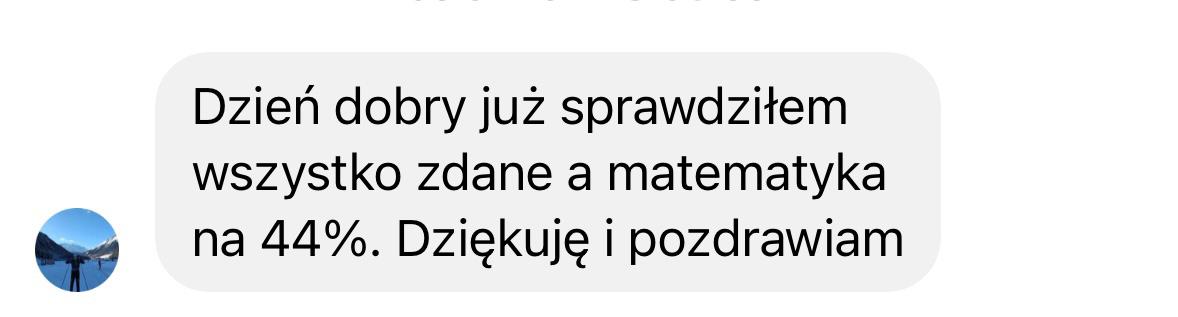 Dzień dobry już sprawdziłem
wszystko zdane a matematyka
na 44%. Dziękuję i pozdrawiam